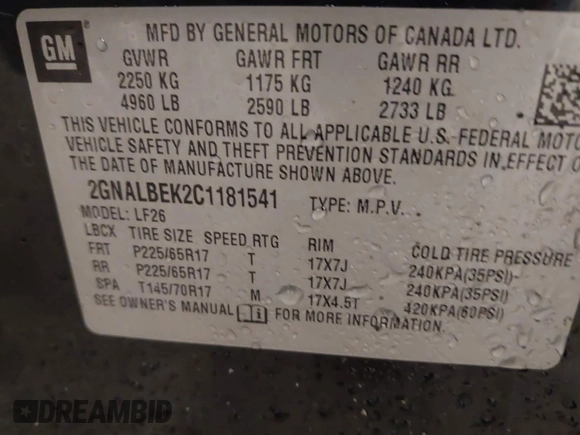 GM
MFD BY GENERAL MOTORS OF CANADA LTD.
GVWR GAWR FRT GAWR RR
2250 KG 1175 KG 1240 KG
4960 LB 2590 LB 2733 LB
THIS VEHICLE CONFORMS TO ALL APPLICABLE U.S. FEDERAL MOTO
VEHICLE SAFETY AND THEFT PREVENTION STANDARDS IN EFFECT O
THE DATE OF MANUFACTURE SHOWN ABOVE.
2GNALBEK2C1181541 TYPE: M.P.V.
MODEL: LF26
LBCX TIRE SIZE SPEED RTG RIM COLD TIRE PRESSURE
FRT P225/65R17 T 17X7J 240KPA(35PSI)
RR P225/65R17 T 17X7J 240KPA(35PSI)
SPA T145/70R17 M 17X4.5T 420KPA(60PSI)
SEE OWNER'S MANUAL i FOR MORE INFORMATION.
DREAMBID